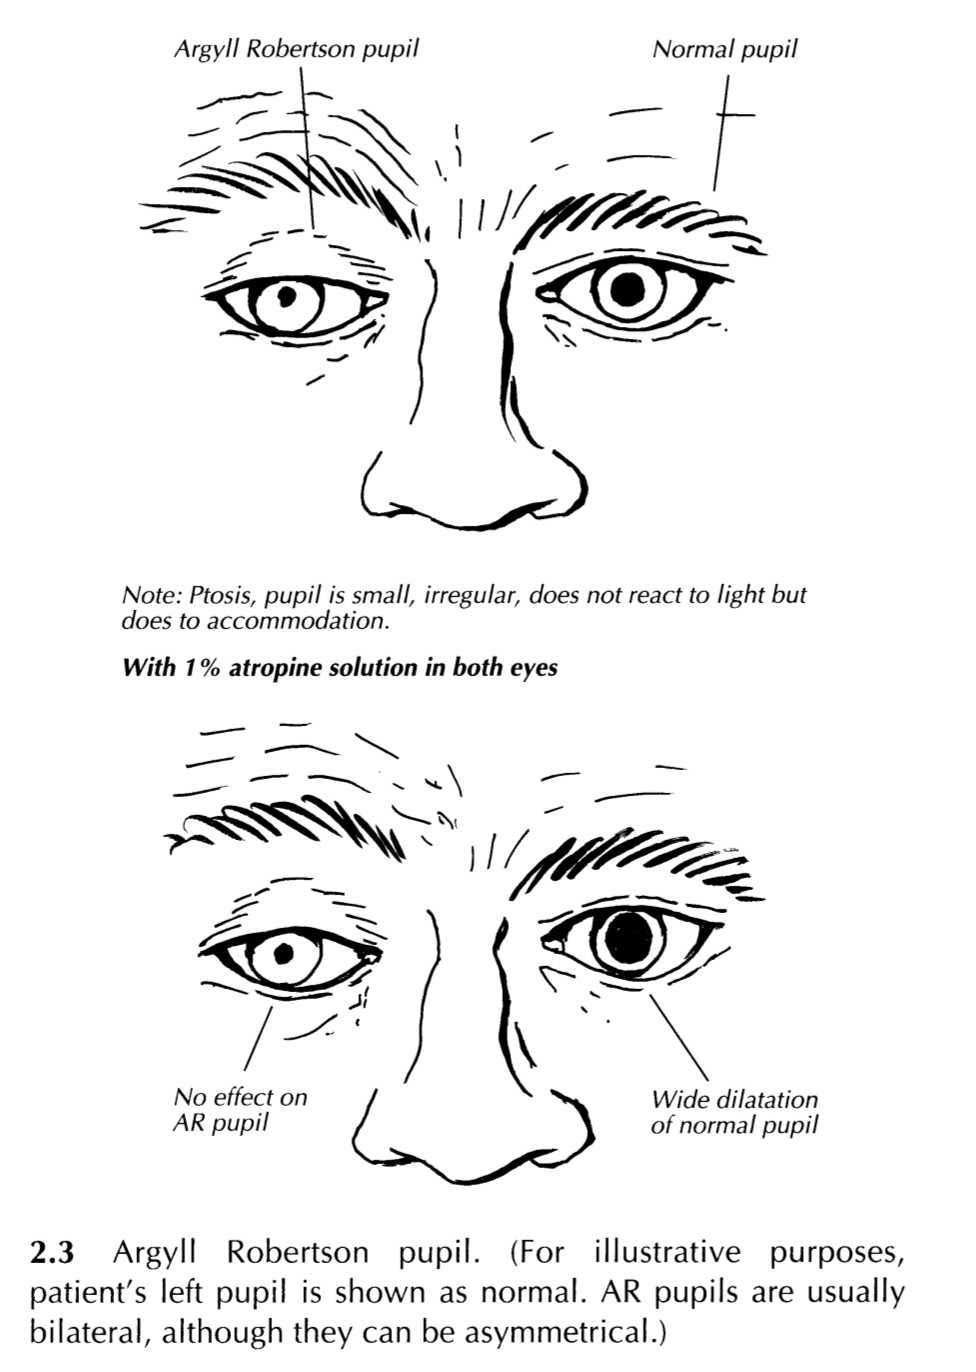 Argyll Robertson pupil
Normal pupil
Note: Ptosis, pupil is small, irregular, does not react to light but
does to accommodation.
With 1% atropine solution in both eyes
No effect on
AR pupil
Wide dilatation
of normal pupil
2.3 Argyll Robertson pupil. (For illustrative purposes,
patient's left pupil is shown as normal. AR pupils are usually
bilateral, although they can be asymmetrical.)